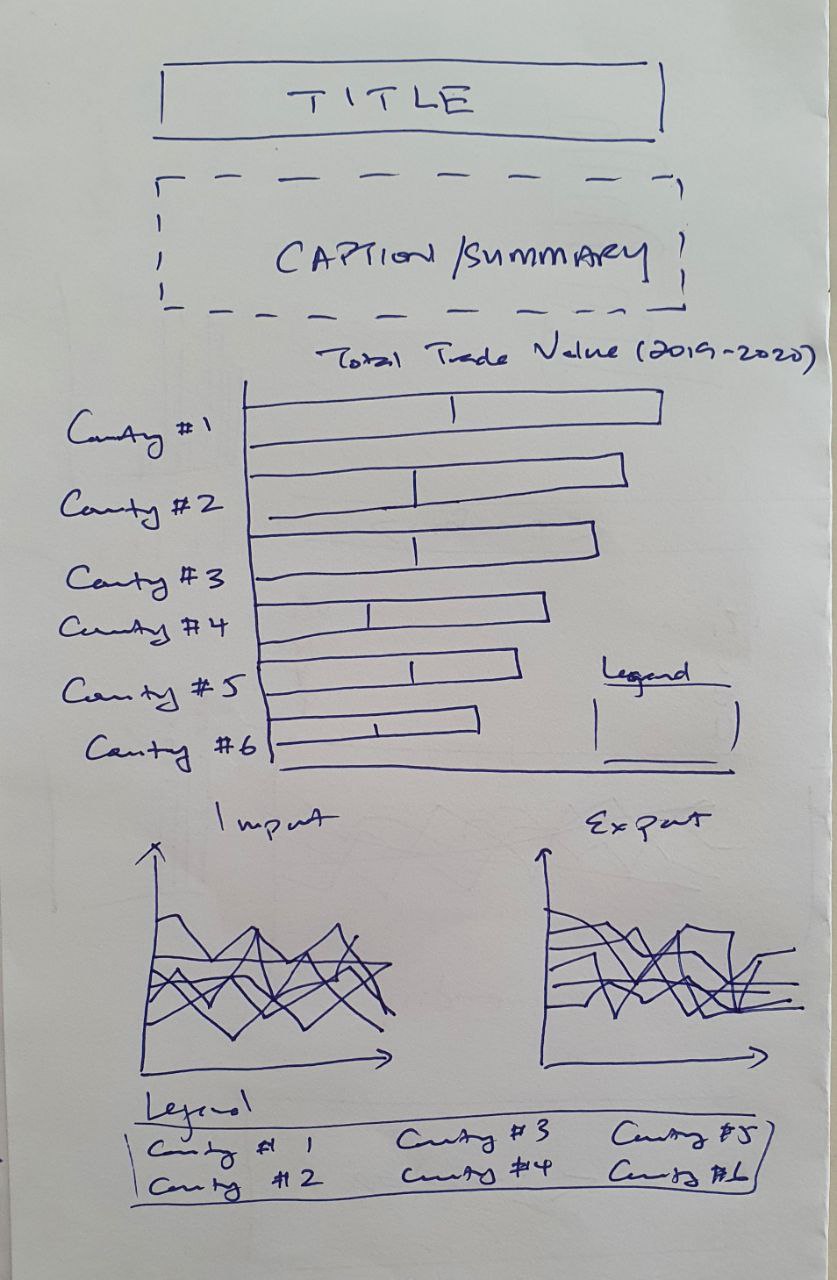 TITLE
CAPTION/SUMMARY
Total Trade Value (2019-2020)
Country #1
Country #2
Country #3
Country #4
Country #5
Country #6
Legend
Import
Export
Legend
Country #1 Country #3 Country #5
Country #2 Country #4 Country #6